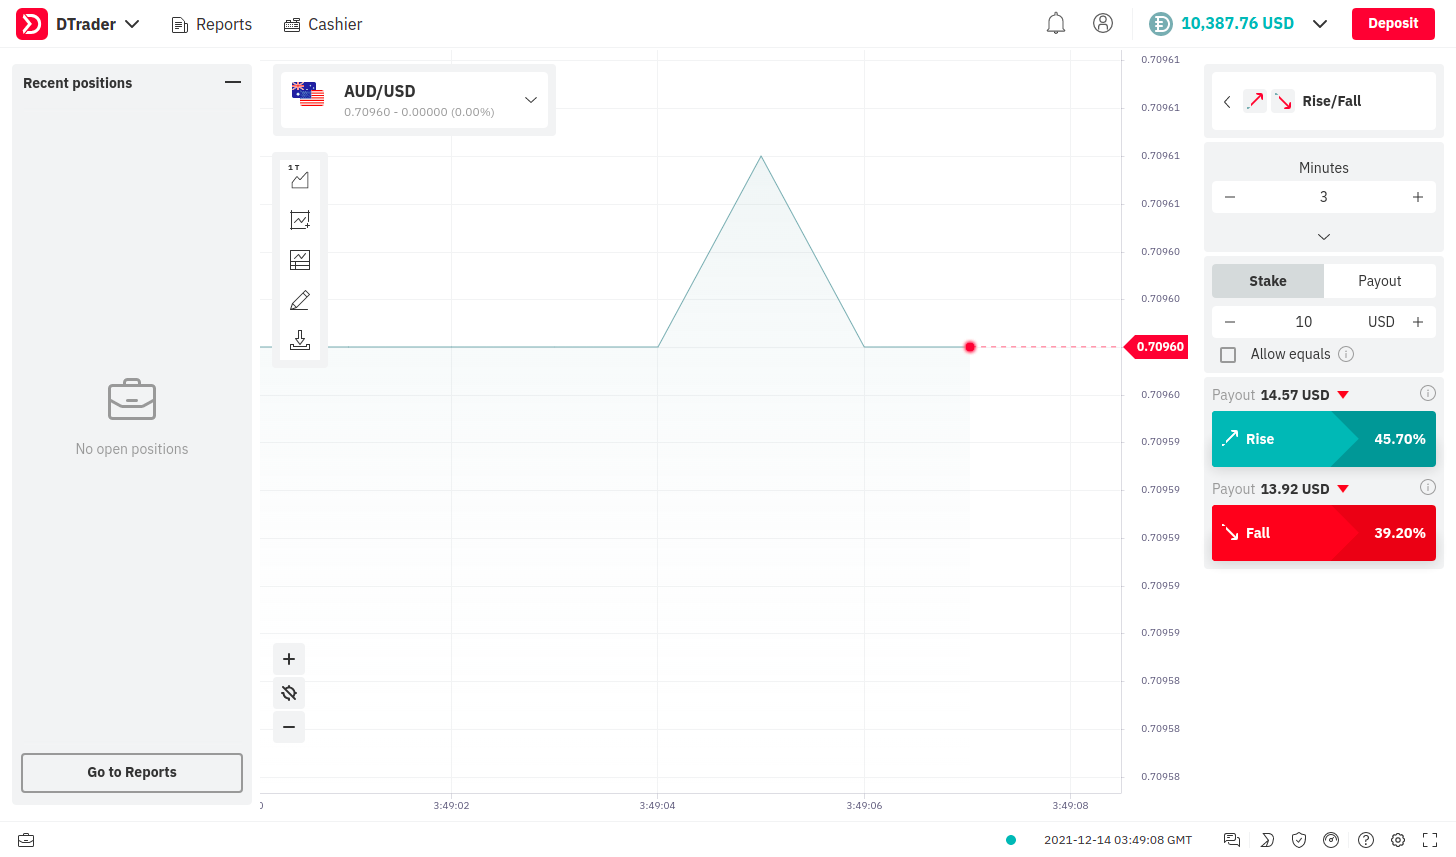 DTrader
Reports
Cashier
10,387.76 USD
Deposit
Recent positions
No open positions
Go to Reports
AUD/USD
0.70960 - 0.00000 (0.00%)
1 T
0.70961
0.70961
0.70961
0.70961
0.70960
0.70960
0.70960
0.70960
0.70959
0.70959
0.70959
0.70959
0.70959
0.70958
0.70958
0.70958
0
3:49:02
3:49:04
3:49:06
3:49:08
Rise/Fall
Minutes
3
Stake
Payout
10
USD
Allow equals
Payout 14.57 USD
Rise
45.70%
Payout 13.92 USD
Fall
39.20%
2021-12-14 03:49:08 GMT